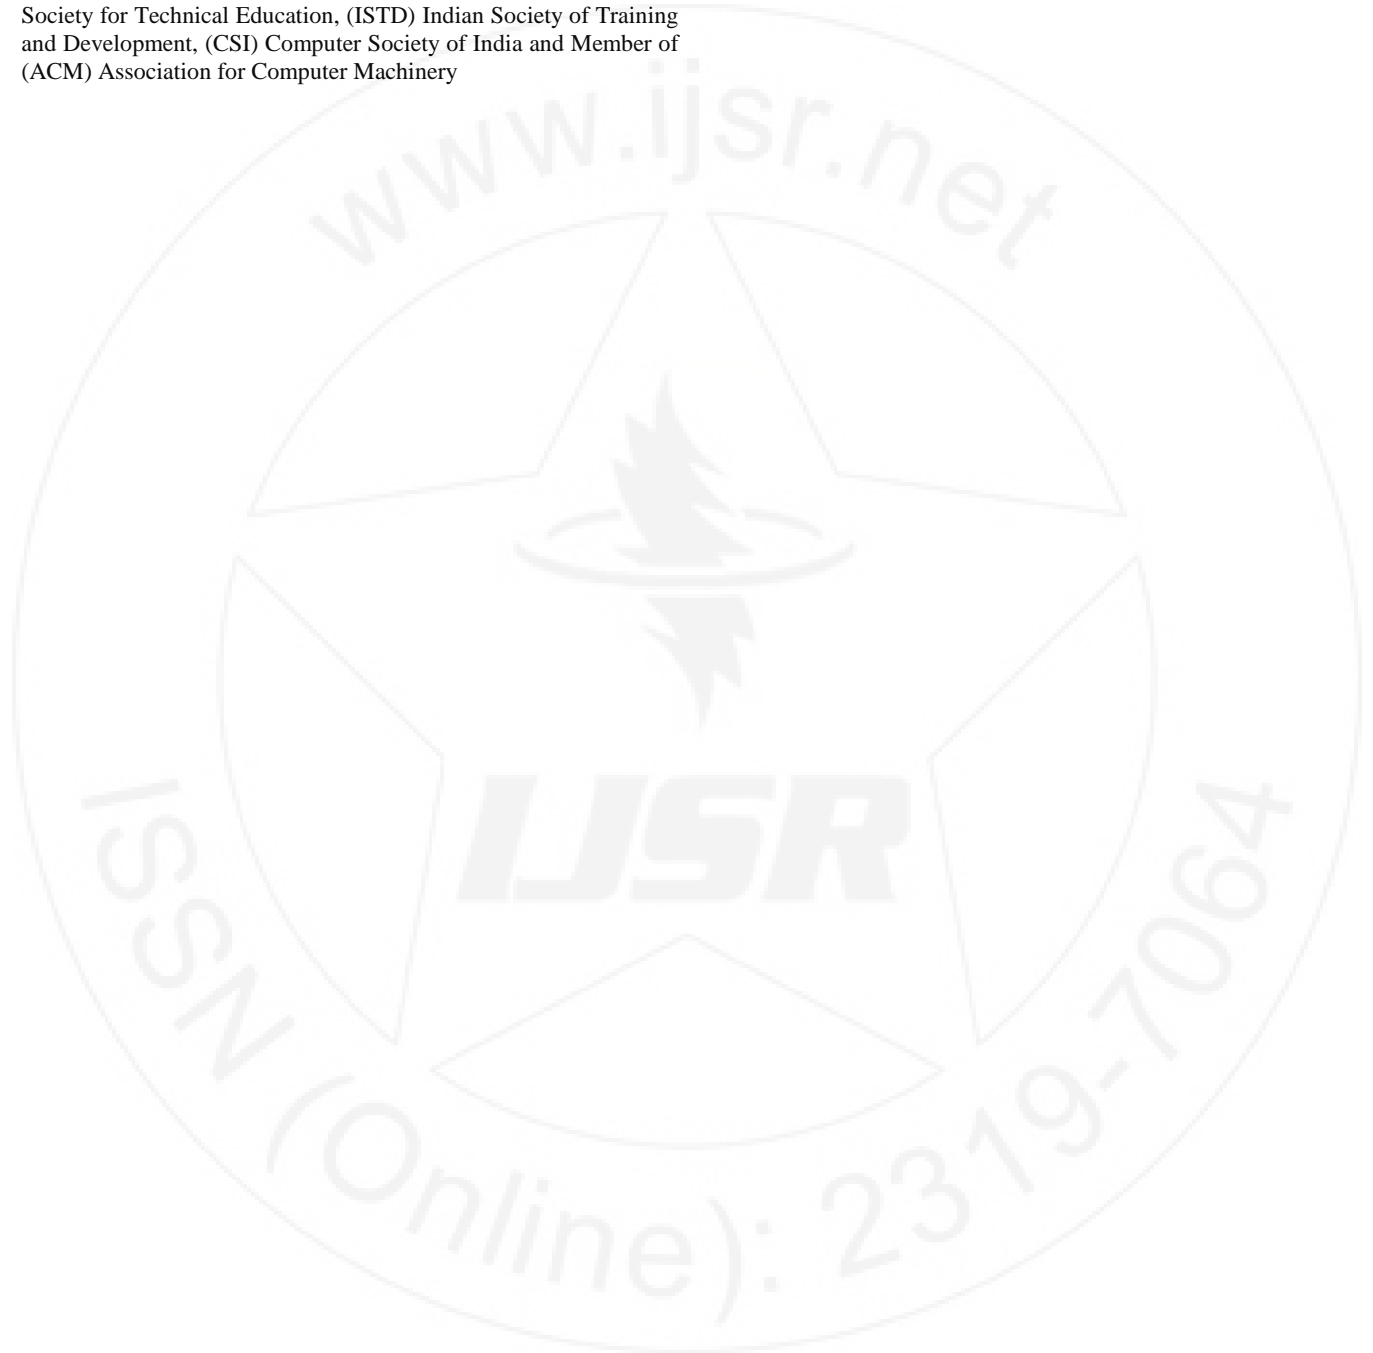 Society for Technical Education, (ISTD) Indian Society of Training
and Development, (CSI) Computer Society of India and Member of
(ACM) Association for Computer Machinery
www.ijsr.net
IJSR
ISSN (Online): 2319-7064